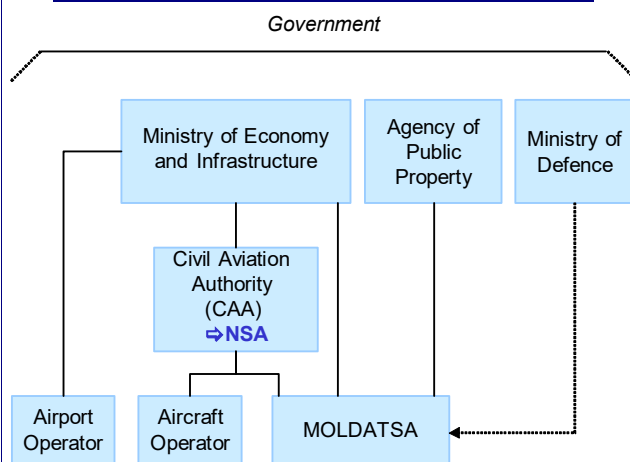 Government
Ministry of Economy
and Infrastructure
Agency of
Public
Property
Ministry of
Defence
Civil Aviation
Authority
(CAA)
⇨NSA
Airport
Operator
Aircraft
Operator
MOLDATSA